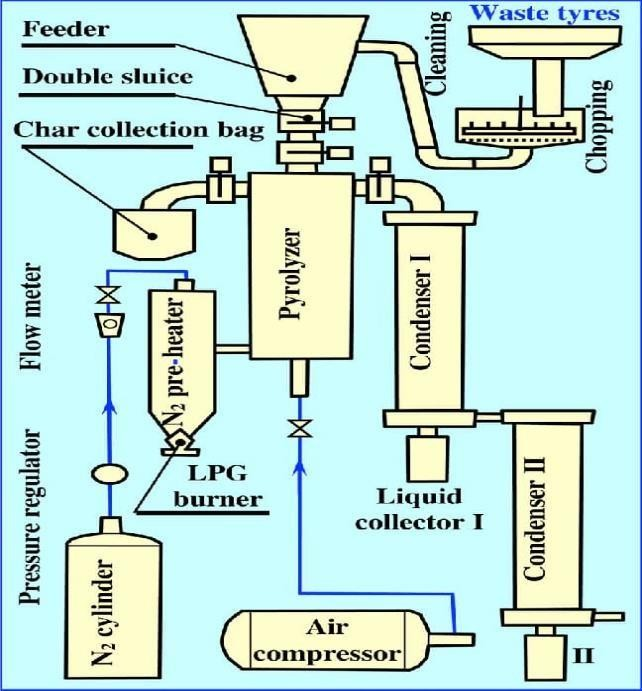 Waste tyres
Feeder
Cleaning
Double sluice
Chopping
Char collection bag
Flow meter
N₂ pre-heater
Pyrolyzer
Condenser I
Pressure regulator
LPG
burner
Liquid
collector I
Condenser II
N₂ cylinder
Air
compressor
II